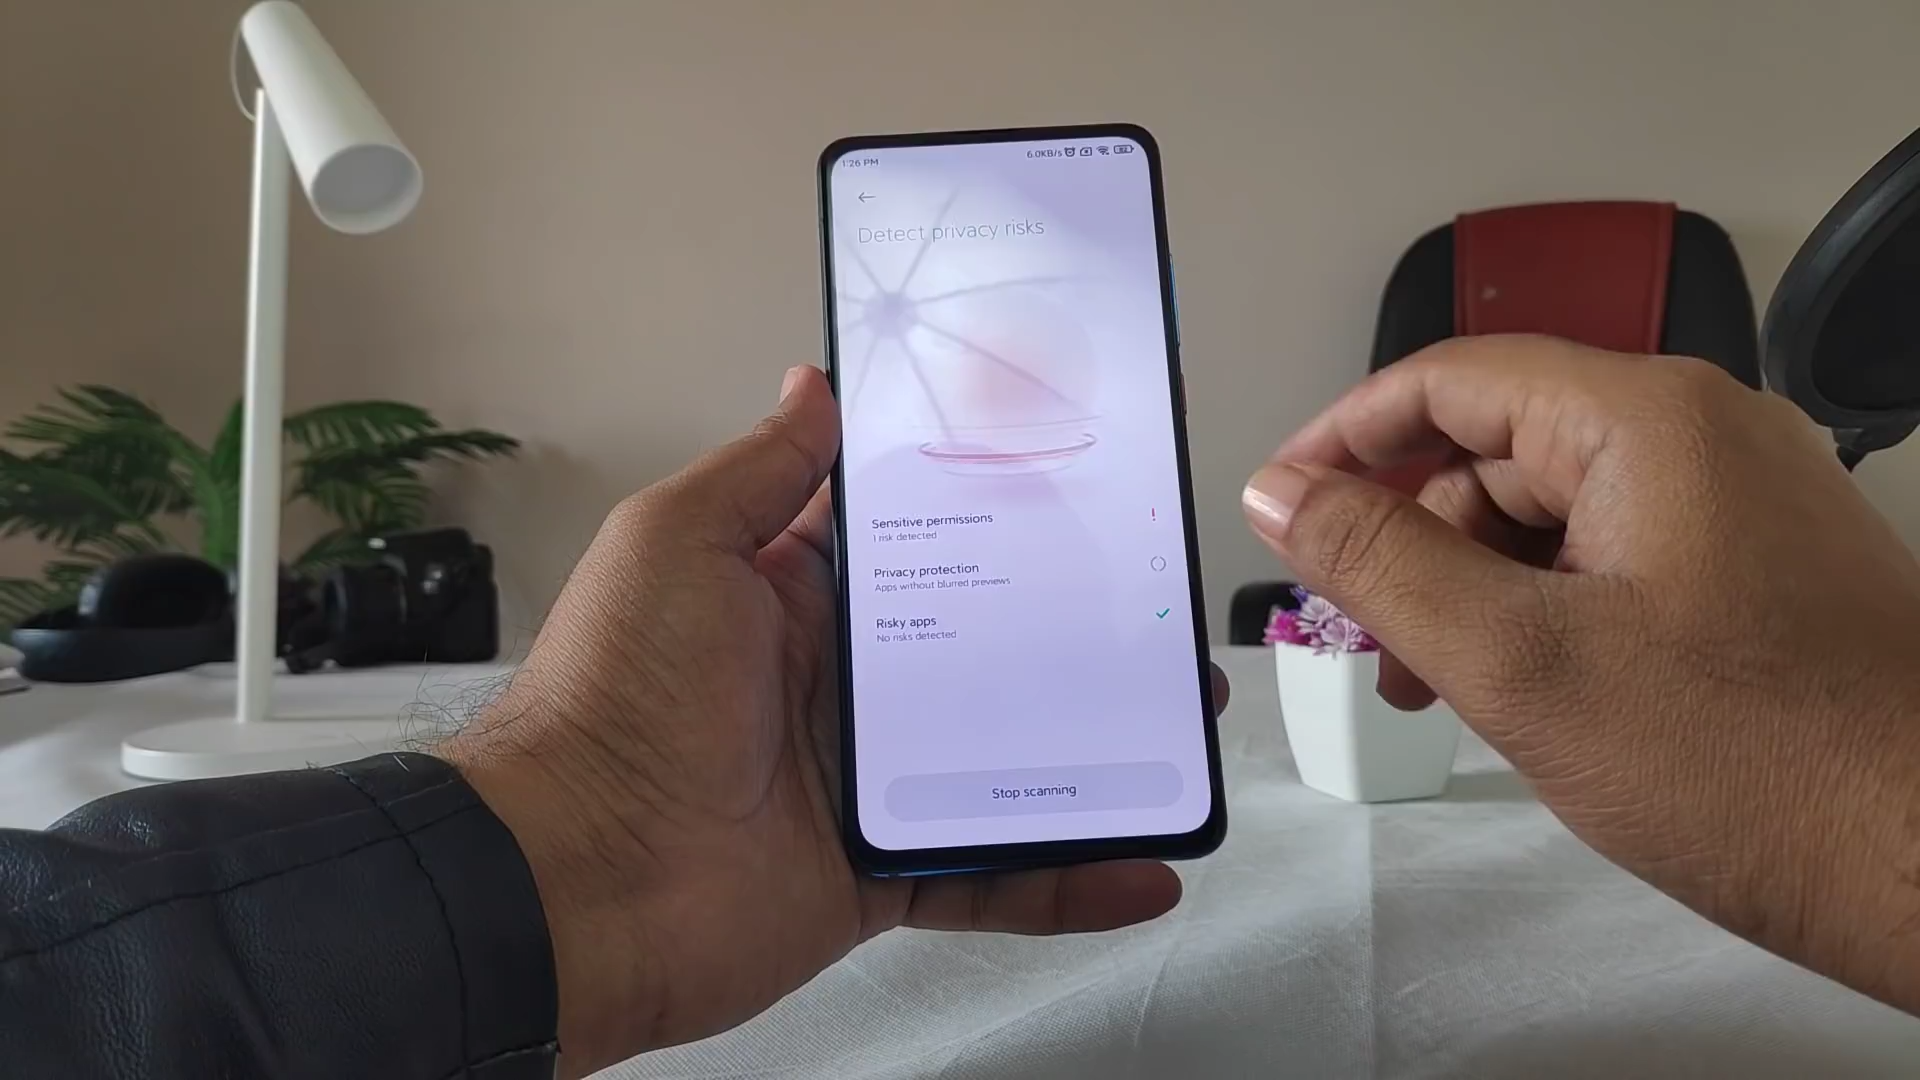 1:26 PM 6.0KB/s
Detect privacy risks
Sensitive permissions
1 risk detected
Privacy protection
Apps without blurred previews
Risky apps
No risks detected
Stop scanning